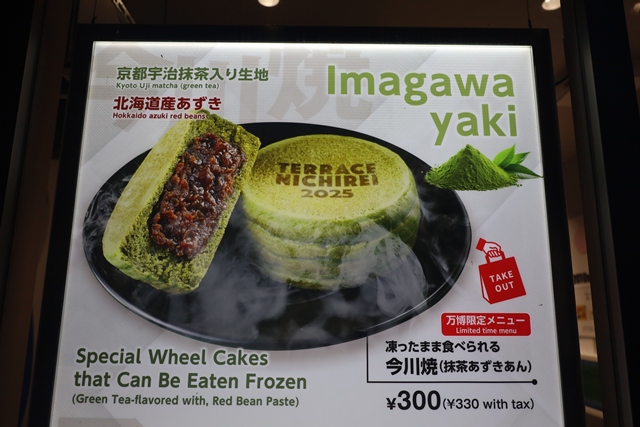 今川焼
京都宇治抹茶入り生地
Kyoto Uji matcha (green tea)
北海道産あずき
Hokkaido azuki red beans
Imagawa
yaki
TERRACE
NICHIREI
2025
TAKE
OUT
万博限定メニュー
Limited time menu
凍ったまま食べられる
今川焼(抹茶あずきあん)
¥300(¥330 with tax)
Special Wheel Cakes
that Can Be Eaten Frozen
(Green Tea-flavored with, Red Bean Paste)